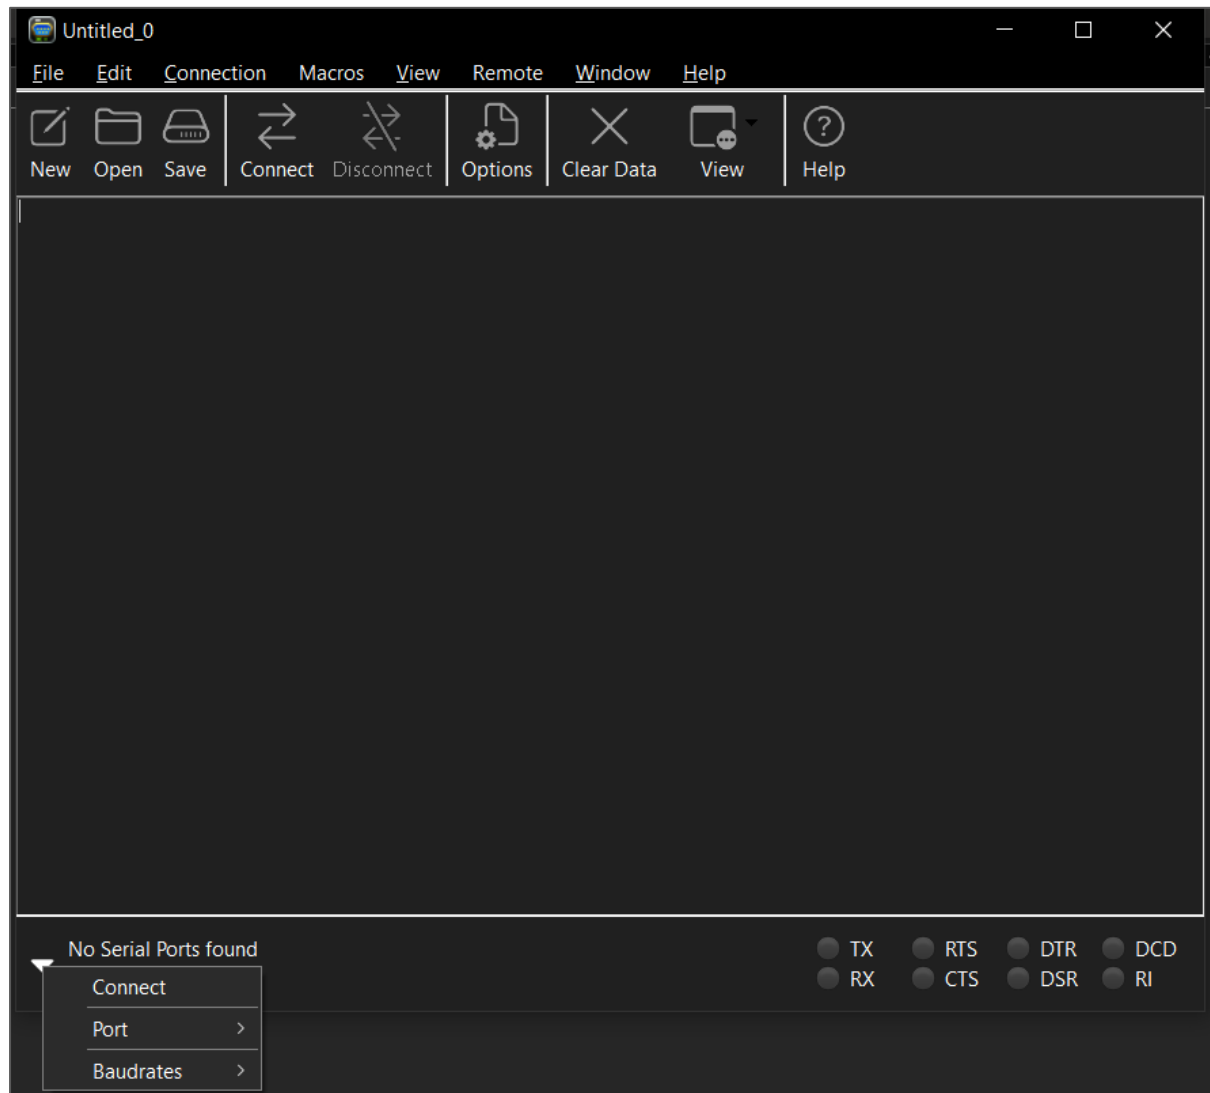 Untitled_0
File Edit Connection Macros View Remote Window Help
New Open Save Connect Disconnect Options Clear Data View Help
No Serial Ports found
TX RTS DTR DCD
RX CTS DSR RI
Connect
Port
Baudrates